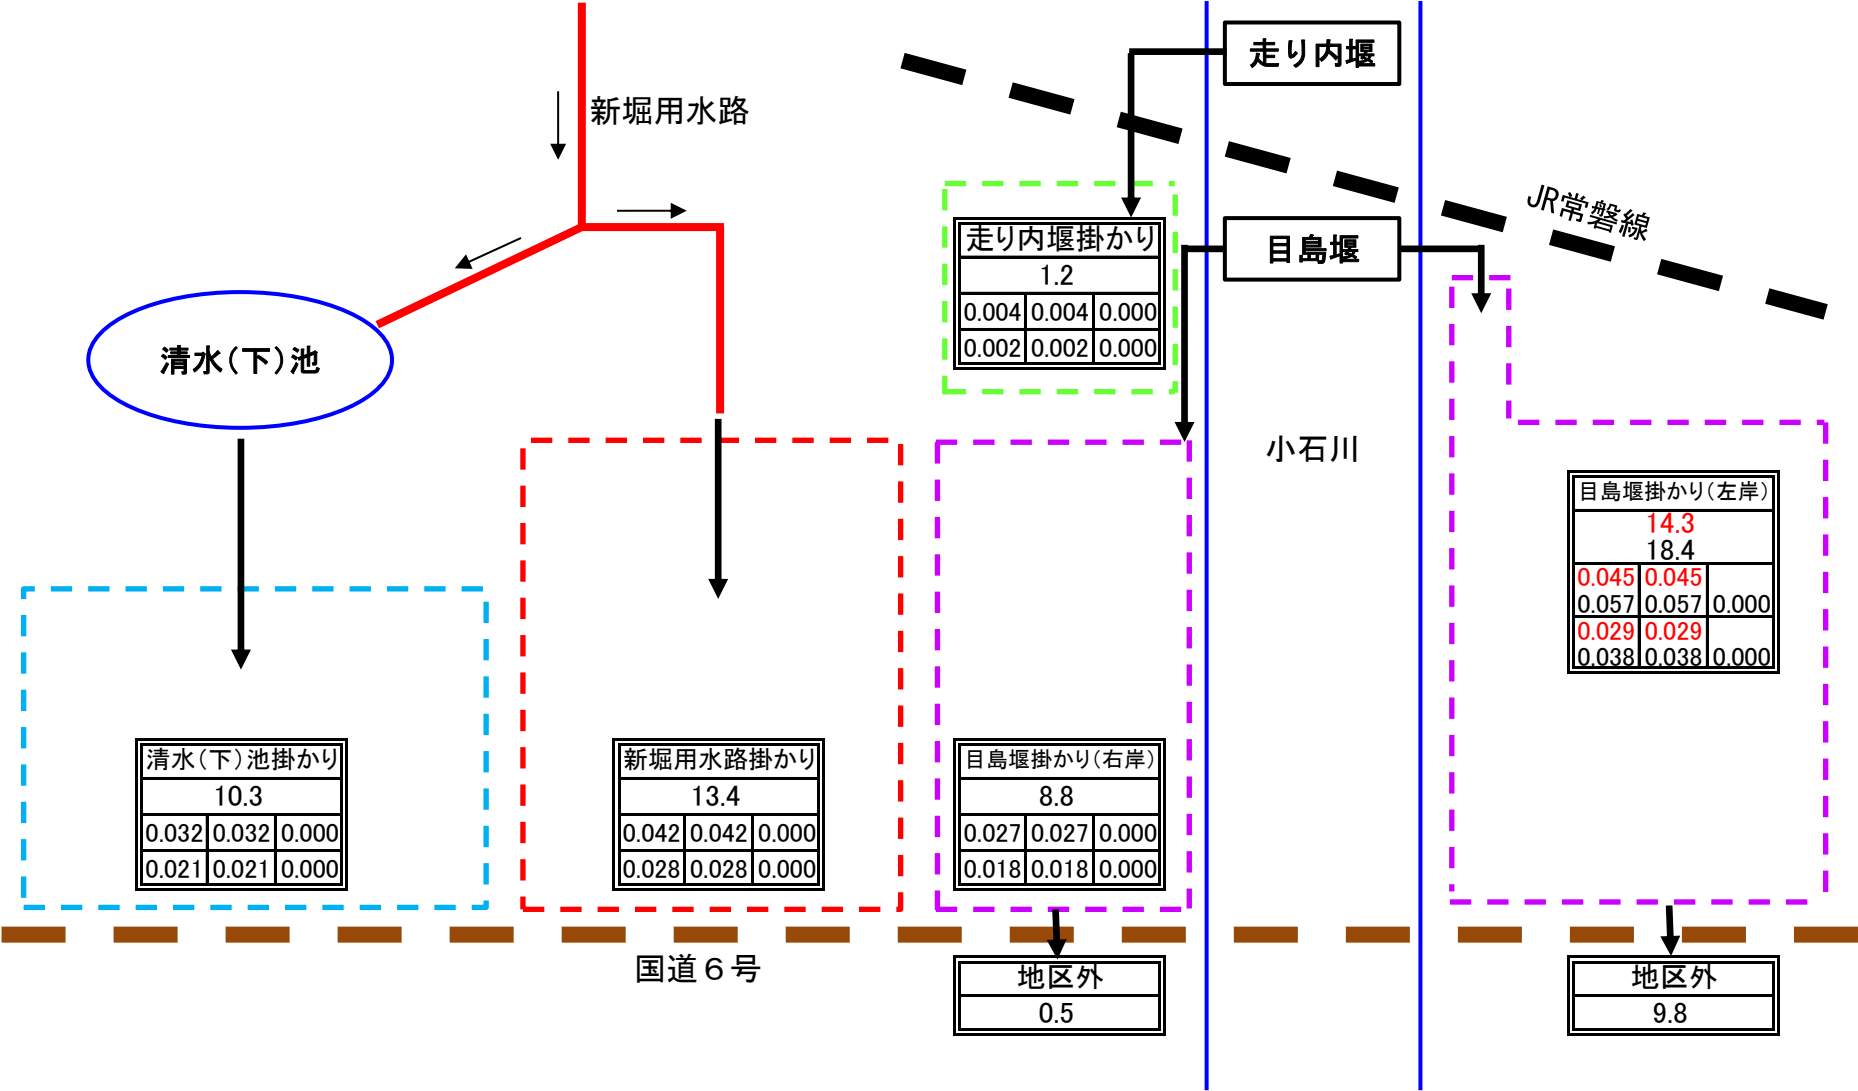 走り内堰
新堀用水路
JR常磐線
走り内堰掛かり
1.2
0.004 0.004 0.000
0.002 0.002 0.000
目島堰
清水（下）池
小石川
目島堰掛かり（左岸）
14.3
18.4
0.045 0.045
0.057 0.057 0.000
0.029 0.029
0.038 0.038 0.000
清水（下）池掛かり
10.3
0.032 0.032 0.000
0.021 0.021 0.000
新堀用水路掛かり
13.4
0.042 0.042 0.000
0.028 0.028 0.000
目島堰掛かり（右岸）
8.8
0.027 0.027 0.000
0.018 0.018 0.000
国道６号
地区外
0.5
地区外
9.8